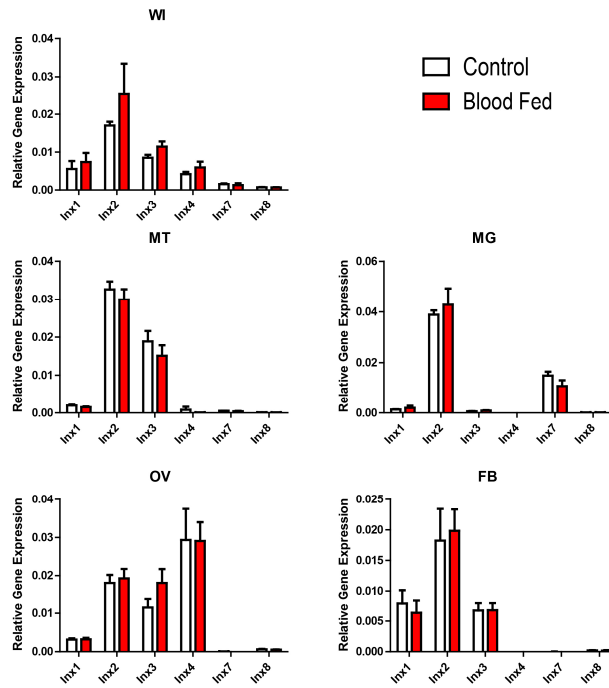 WI
Relative Gene Expression
0.04
0.03
0.02
0.01
0.00
Inx1
Inx2
Inx3
Inx4
Inx7
Inx8
Control
Blood Fed
MT
Relative Gene Expression
0.04
0.03
0.02
0.01
0.00
Inx1
Inx2
Inx3
Inx4
Inx7
Inx8
MG
Relative Gene Expression
0.06
0.04
0.02
0.00
Inx1
Inx2
Inx3
Inx4
Inx7
Inx8
OV
Relative Gene Expression
0.04
0.03
0.02
0.01
0.00
Inx1
Inx2
Inx3
Inx4
Inx7
Inx8
FB
Relative Gene Expression
0.025
0.020
0.015
0.010
0.005
0.000
Inx1
Inx2
Inx3
Inx4
Inx7
Inx8